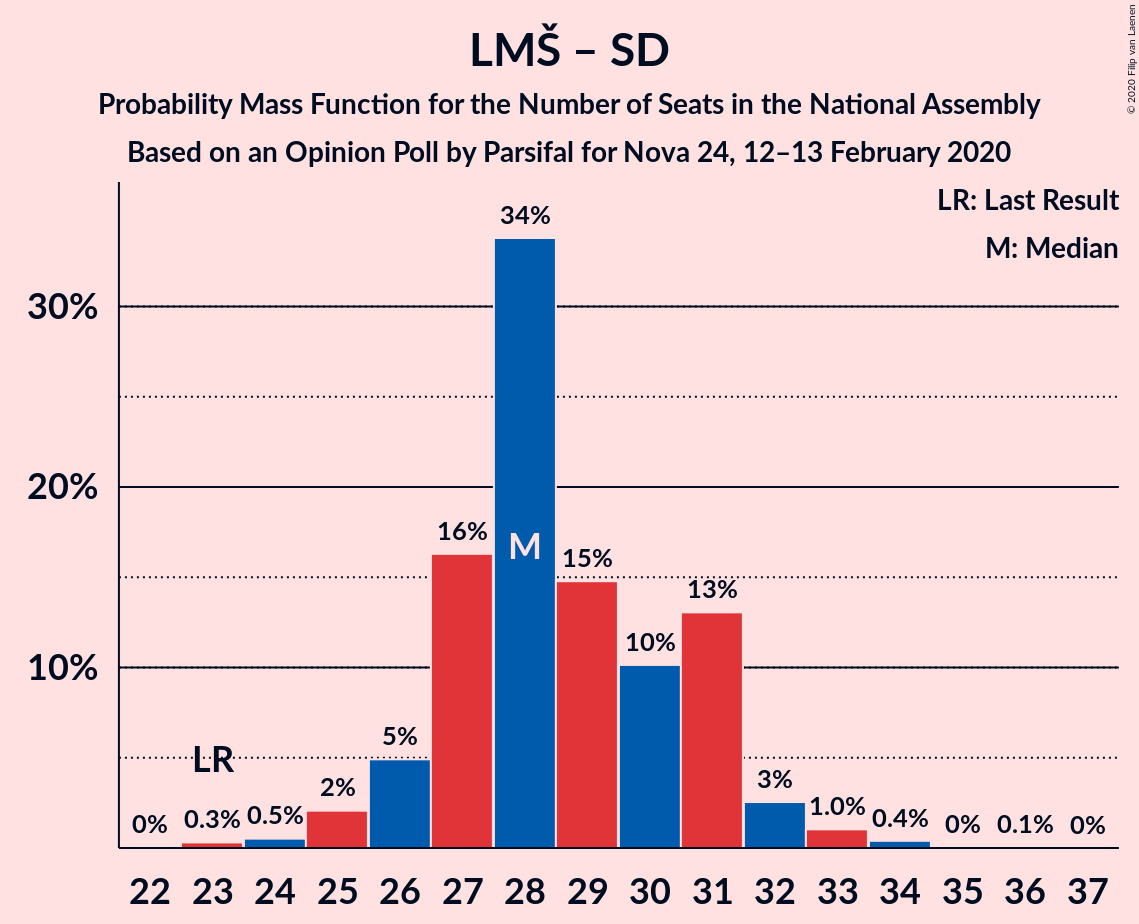 LMŠ – SD
Probability Mass Function for the Number of Seats in the National Assembly
Based on an Opinion Poll by Parsifal for Nova 24, 12–13 February 2020
© 2020 Filip van Laenen
LR: Last Result
M: Median
30%
20%
10%
0%
0.3%
0.5%
2%
5%
16%
34%
15%
10%
13%
3%
1.0%
0.4%
0%
0.1%
0%
LR
M
22 23 24 25 26 27 28 29 30 31 32 33 34 35 36 37